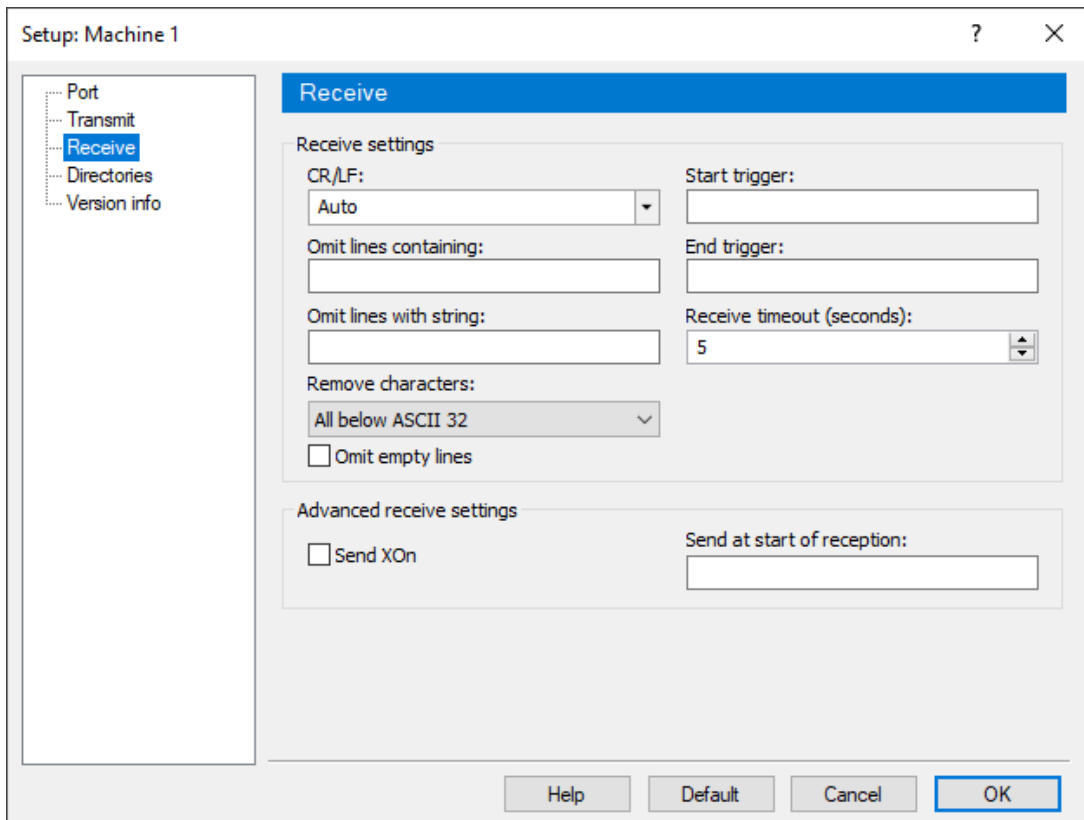 Setup: Machine 1
?
Port
Transmit
Receive
Directories
Version info
Receive
Receive settings
CR/LF:
Auto
Start trigger:
Omit lines containing:
End trigger:
Omit lines with string:
Receive timeout (seconds):
5
Remove characters:
All below ASCII 32
Omit empty lines
Advanced receive settings
Send XOn
Send at start of reception:
Help
Default
Cancel
OK